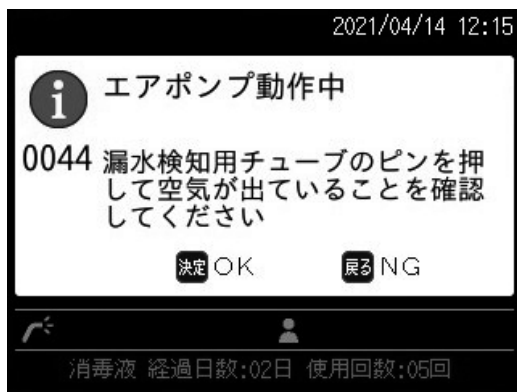 2021/04/14 12:15
エアポンプ動作中
0044 漏水検知用チューブのピンを押
して空気が出ていることを確認
してください
決定 OK 戻る NG
消毒液 経過日数:02日 使用回数:05回